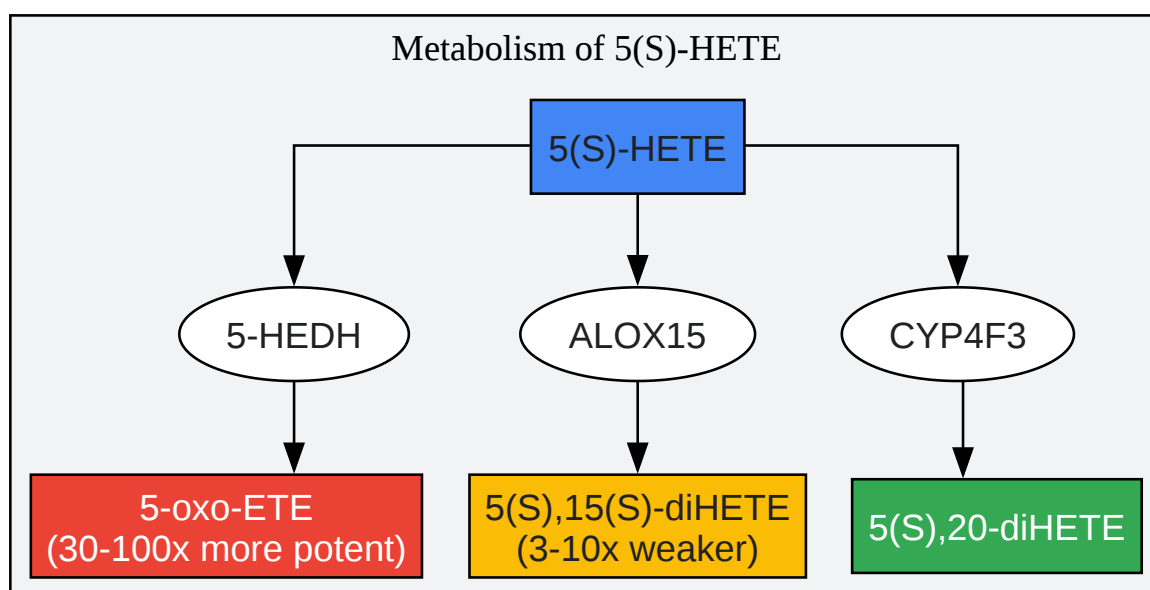 Metabolism of 5(S)-HETE
5(S)-HETE
5-HEDH
ALOX15
CYP4F3
5-oxo-ETE
(30-100x more potent)
5(S),15(S)-diHETE
(3-10x weaker)
5(S),20-diHETE